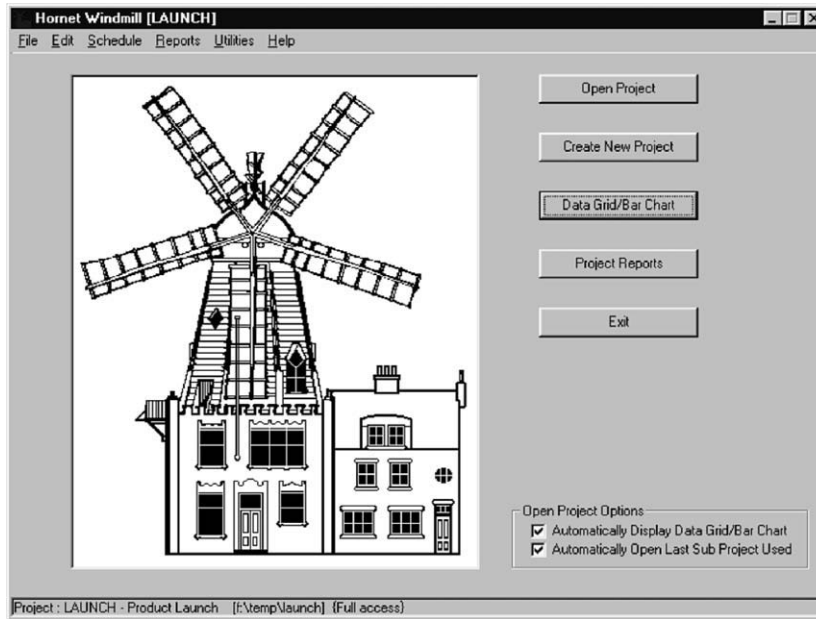 Hornet Windmill [LAUNCH]
File Edit Schedule Reports Utilities Help
Open Project
Create New Project
Data Grid/Bar Chart
Project Reports
Exit
Open Project Options
Automatically Display Data Grid/Bar Chart
Automatically Open Last Sub Project Used
Project : LAUNCH - Product Launch [f:\temp\launch] {Full access}